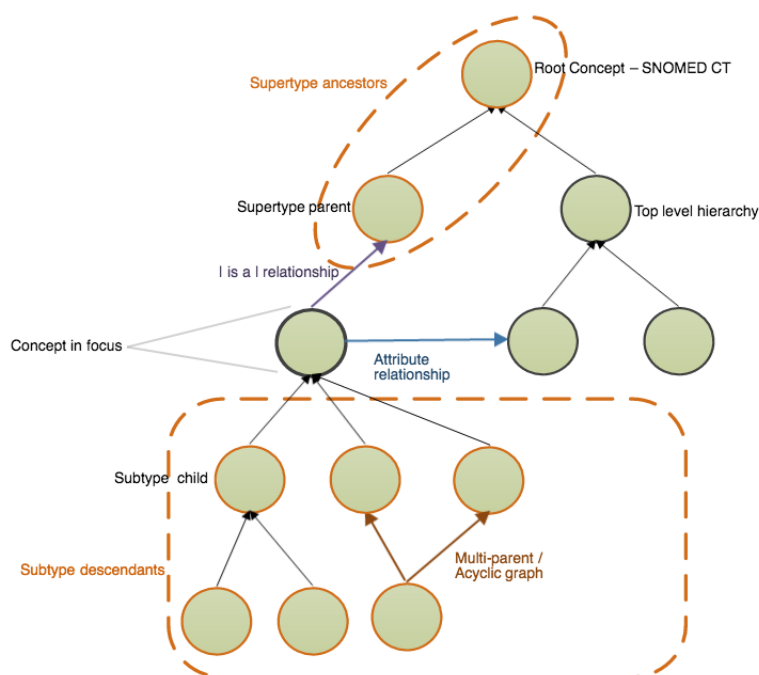 Root Concept – SNOMED CT
Supertype ancestors
Supertype parent
Top level hierarchy
I is a I relationship
Concept in focus
Attribute
relationship
Subtype child
Multi-parent /
Acyclic graph
Subtype descendants